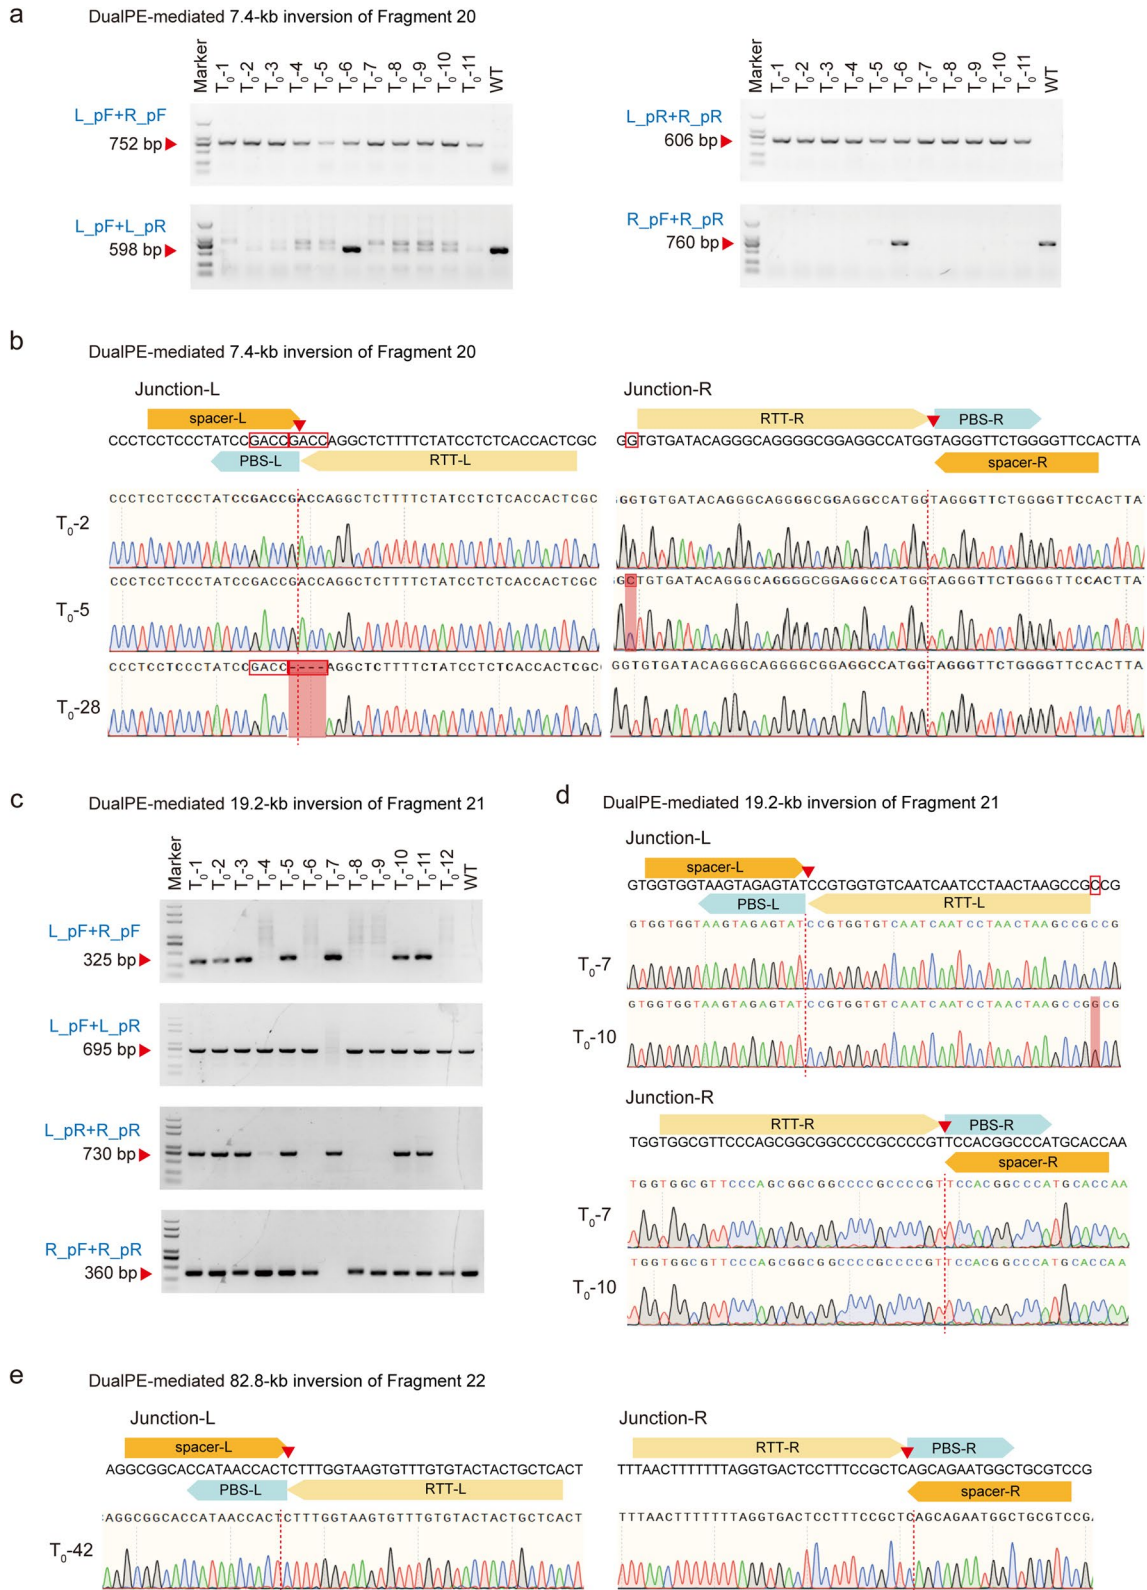 a
DualPE-mediated 7.4-kb inversion of Fragment 20
Marker T0-1 T0-2 T0-3 T0-4 T0-5 T0-6 T0-7 T0-8 T0-9 T0-10 T0-11 WT
L_pF+R_pF
752 bp
L_pF+L_pR
598 bp
Marker T0-1 T0-2 T0-3 T0-4 T0-5 T0-6 T0-7 T0-8 T0-9 T0-10 T0-11 WT
L_pR+R_pR
606 bp
R_pF+R_pR
760 bp
b
DualPE-mediated 7.4-kb inversion of Fragment 20
Junction-L
spacer-L
CCCTCCTCCCTATCCGACCGACCAGGCTCTTTTCTATCCTCTCACCACTCGC
PBS-L RTT-L
CCCTCCTCCCTATCCGACCGACCAGGCTCTTTTCTATCCTCTCACCACTCGC
T0-2
CCCTCCTCCCTATCCGACCGACCAGGCTCTTTTCTATCCTCTCACCACTCGC
T0-5
CCCTCCTCCCTATCCGACC----AGGCTCTTTTCTATCCTCTCACCACTCGC
T0-28
Junction-R
RTT-R PBS-R
GGTGTGATACAGGGCAGGGGCGGAGGCCATGGTAGGGTTCTGGGGTTCCACTTA
spacer-R
GGTGTGATACAGGGCAGGGGCGGAGGCCATGGTAGGGTTCTGGGGTTCCACTTA
GCTGTGATACAGGGCAGGGGCGGAGGCCATGGTAGGGTTCTGGGGTTCCACTTA
GGTGTGATACAGGGCAGGGGCGGAGGCCATGGTAGGGTTCTGGGGTTCCACTTA
c
DualPE-mediated 19.2-kb inversion of Fragment 21
Marker T0-1 T0-2 T0-3 T0-4 T0-5 T0-6 T0-7 T0-8 T0-9 T0-10 T0-11 T0-12 WT
L_pF+R_pF
325 bp
L_pF+L_pR
695 bp
L_pR+R_pR
730 bp
R_pF+R_pR
360 bp
d
DualPE-mediated 19.2-kb inversion of Fragment 21
Junction-L
spacer-L
GTGGTGGTAAGTAGAGTATCCGTGGTGTCAATCAATCCTAACTAAGCCGCCG
PBS-L RTT-L
GTGGTGGTAAGTAGAGTATCCGTGGTGTCAATCAATCCTAACTAAGCCGCCG
T0-7
GTGGTGGTAAGTAGAGTATCCGTGGTGTCAATCAATCCTAACTAAGCCGGCG
T0-10
Junction-R
RTT-R PBS-R
TGGTGGCGTTCCCAGCGGCGGCCCCGCCCCGTTCCACGGCCCATGCACCAA
spacer-R
TGGTGGCGTTCCCAGCGGCGGCCCCGCCCCGTTCCACGGCCCATGCACCAA
T0-7
TGGTGGCGTTCCCAGCGGCGGCCCCGCCCCGTTCCACGGCCCATGCACCAA
T0-10
e
DualPE-mediated 82.8-kb inversion of Fragment 22
Junction-L
spacer-L
AGGCGGCACCATAACCACTCTTTGGTAAGTGTTTGTGTACTACTGCTCACT
PBS-L RTT-L
AGGCGGCACCATAACCACTCTTTGGTAAGTGTTTGTGTACTACTGCTCACT
T0-42
Junction-R
RTT-R PBS-R
TTTAACTTTTTTTAGGTGACTCCTTTCCGCTCAGCAGAATGGCTGCGTCCG
spacer-R
TTTAACTTTTTTTAGGTGACTCCTTTCCGCTCAGCAGAATGGCTGCGTCCG